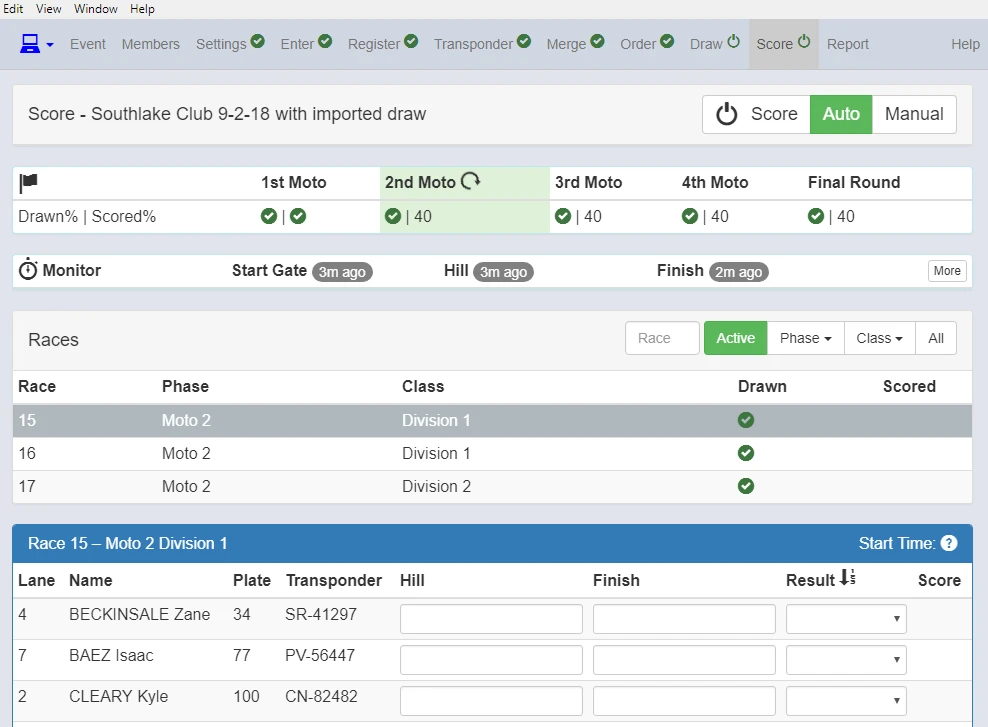 Edit View Window Help
Event Members Settings Enter Register Transponder Merge Order Draw Score Report Help
Score - Southlake Club 9-2-18 with imported draw Score Auto Manual
1st Moto 2nd Moto 3rd Moto 4th Moto Final Round
Drawn% | Scored% | | 40 | 40 | 40 | 40
Monitor Start Gate 3m ago Hill 3m ago Finish 2m ago More
Races Race Active Phase Class All
Race Phase Class Drawn Scored
15 Moto 2 Division 1
16 Moto 2 Division 1
17 Moto 2 Division 2
Race 15 – Moto 2 Division 1 Start Time: ?
Lane Name Plate Transponder Hill Finish Result Score
4 BECKINSALE Zane 34 SR-41297
7 BAEZ Isaac 77 PV-56447
2 CLEARY Kyle 100 CN-82482